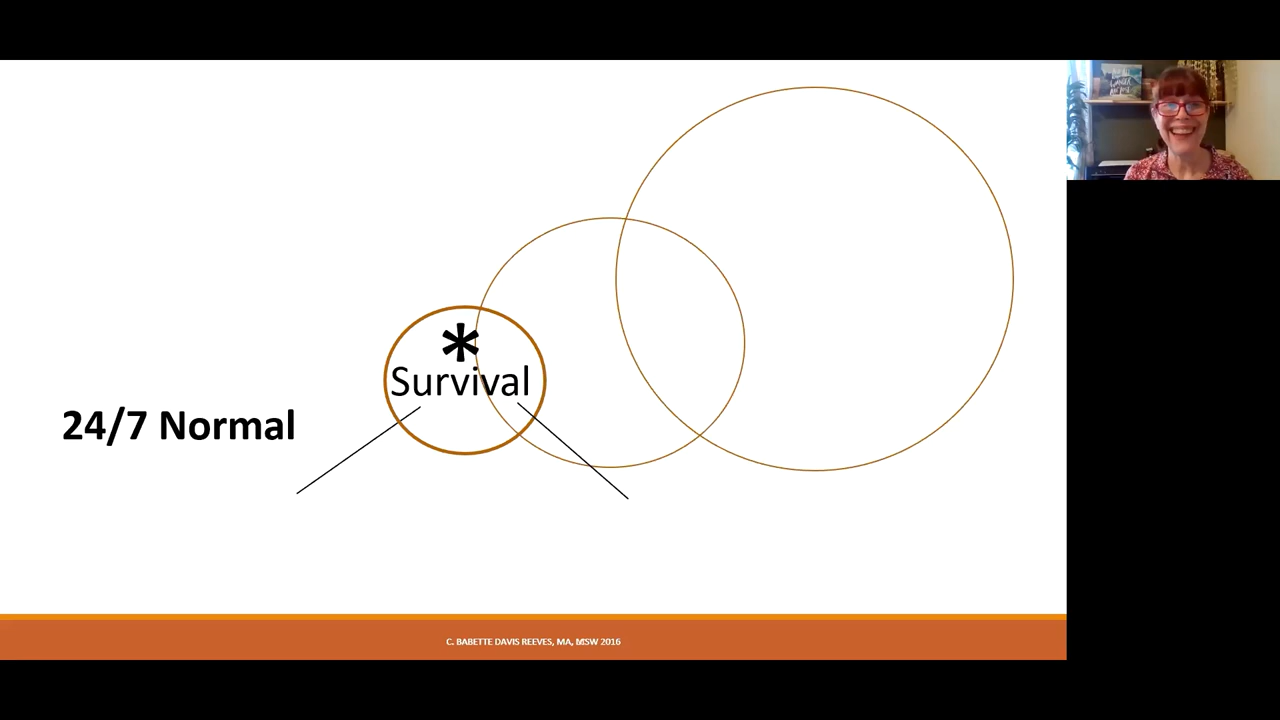 *
Survival
24/7 Normal
C. BABETTE DAVIS REEVES, MA, MSW 2016